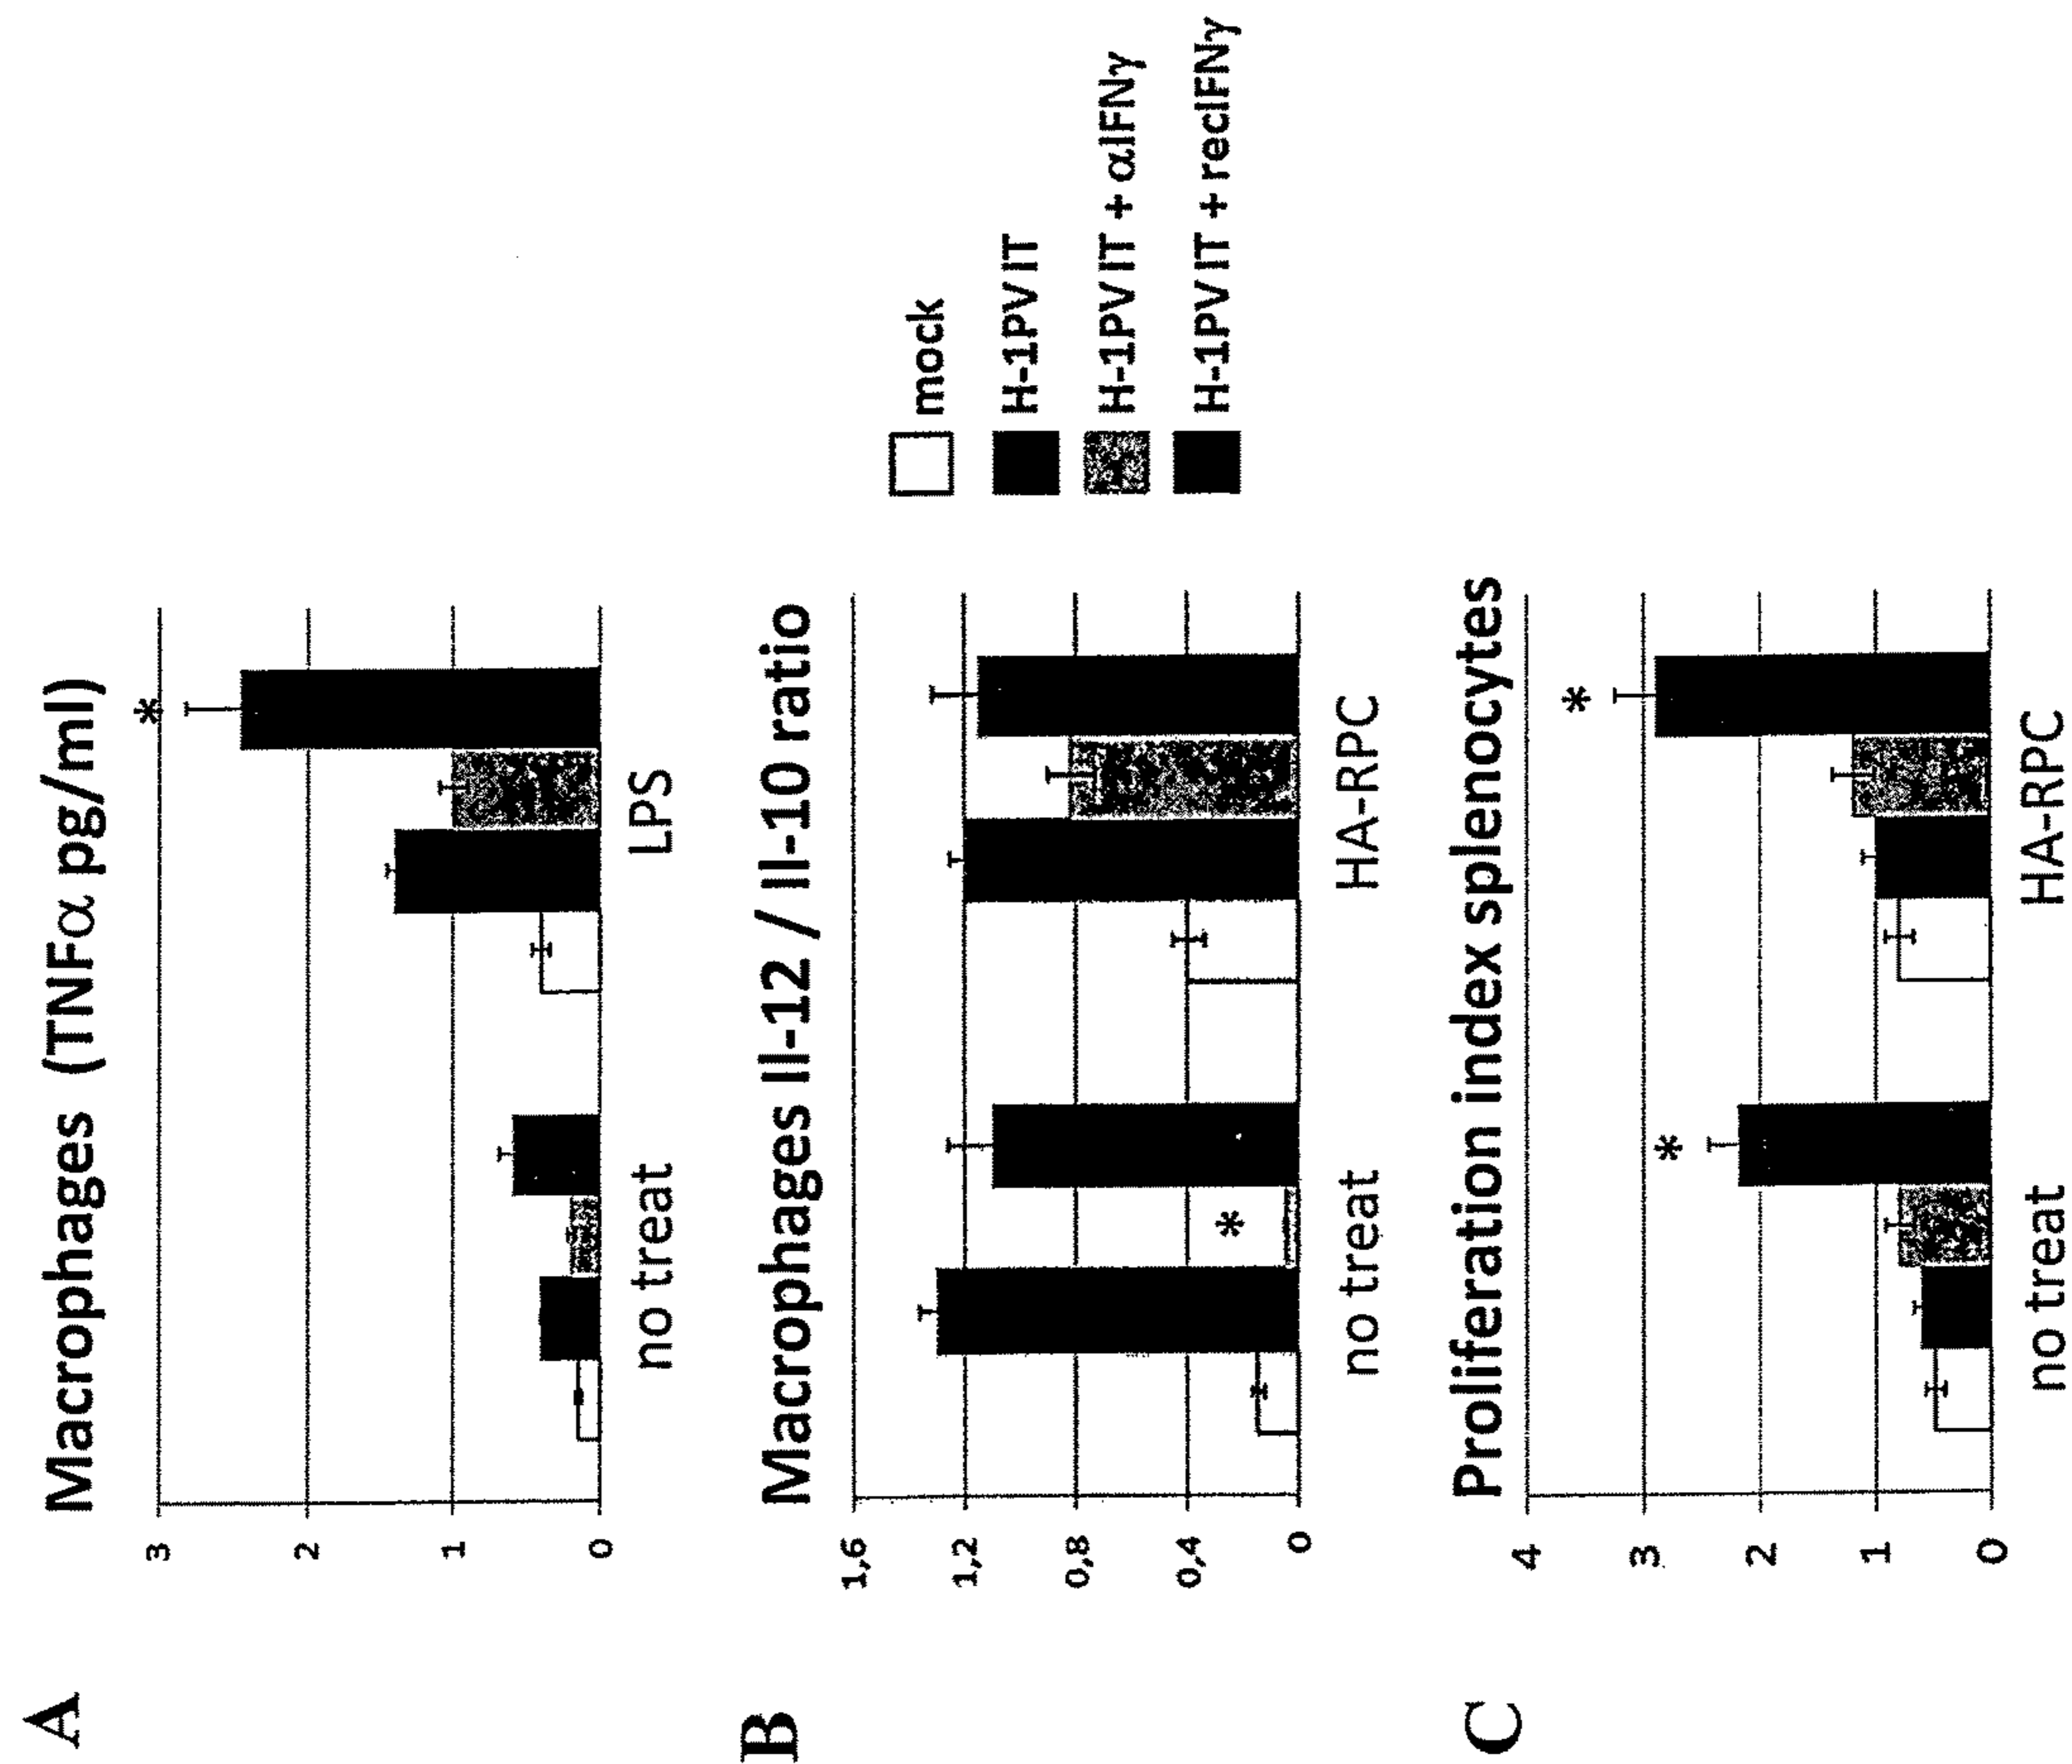 A
Macrophages (TNFα pg/ml)
3
2
1
0
*
no treat
LPS
B
Macrophages Il-12 / Il-10 ratio
1,6
1,2
0,8
0,4
0
*
no treat
HA-RPC
mock
H-1PV IT
H-1PV IT + αIFNγ
H-1PV IT + recIFNγ
C
Proliferation index splenocytes
4
3
2
1
0
*
*
no treat
HA-RPC